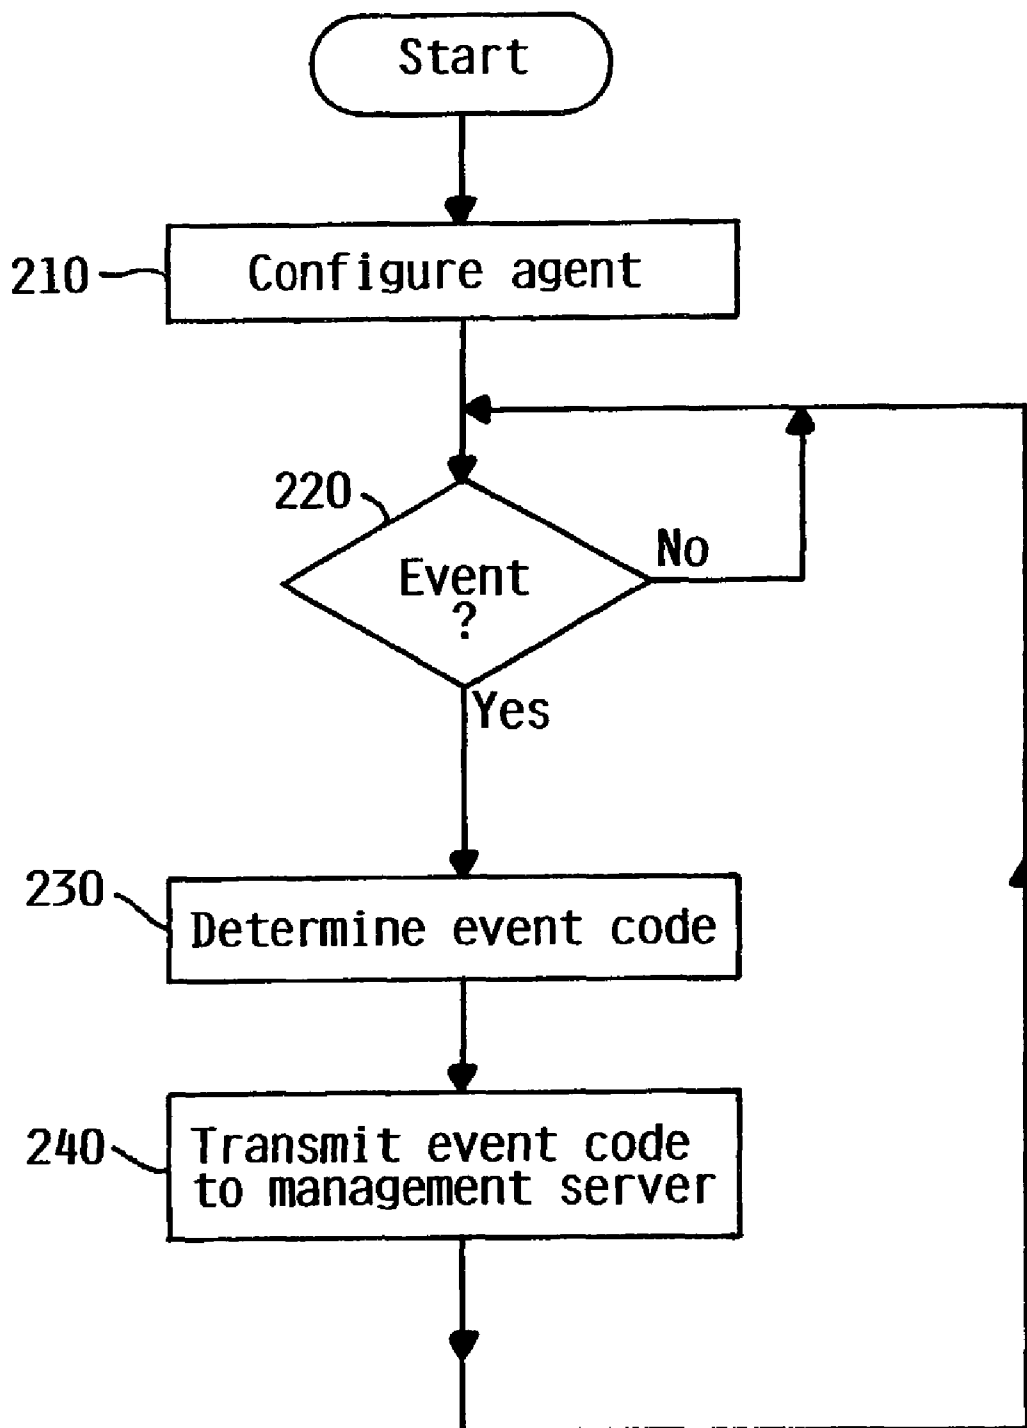 Start
210
Configure agent
220
Event
?
No
Yes
230
Determine event code
240
Transmit event code
to management server